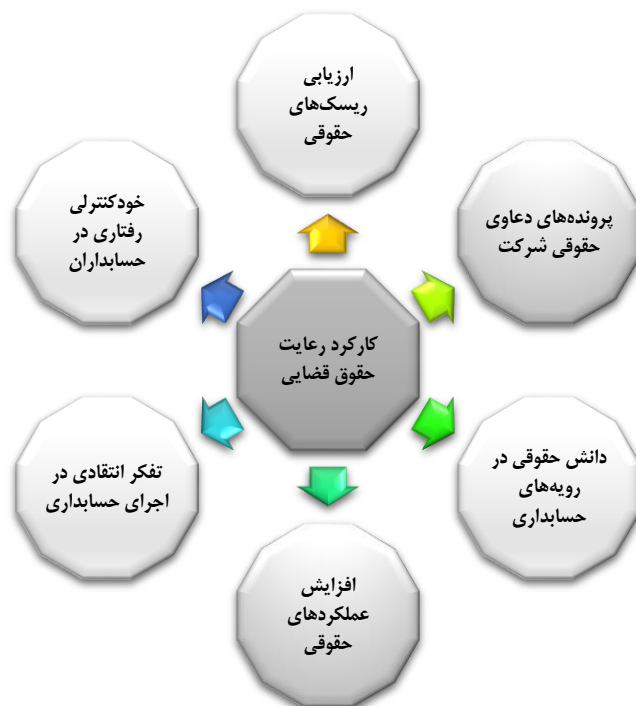 ارزیابی
ریسک‌های
حقوقی
پرونده‌های دعاوی
حقوقی شرکت
دانش حقوقی در
رویه‌های
حسابداری
افزایش
عملکردهای
حقوقی
تفکر انتقادی در
اجرای حسابداری
خودکنترلی
رفتاری در
حسابداران
کارکرد رعایت
حقوق قضایی